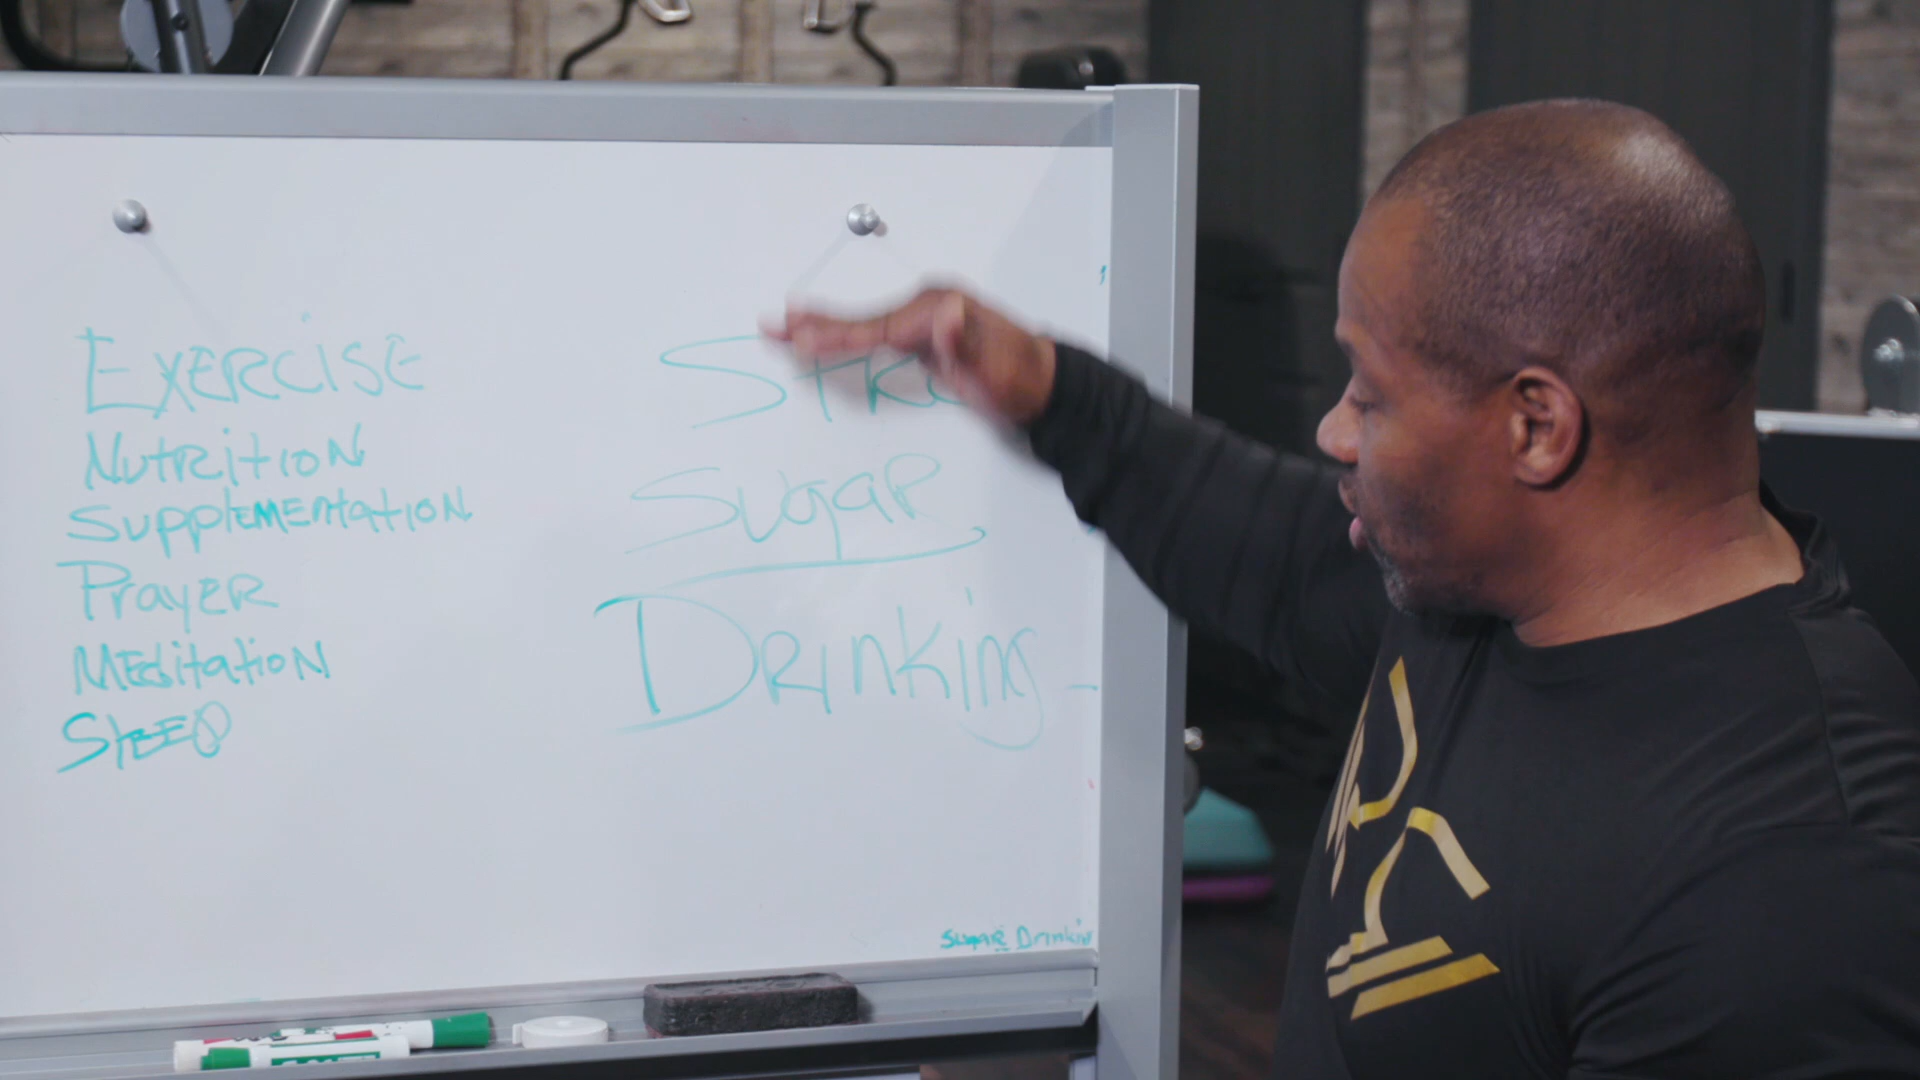 Exercise
Nutrition
Supplementation
Prayer
Meditation
Sleep
Sugar
Drinking
Sugar Drinkin